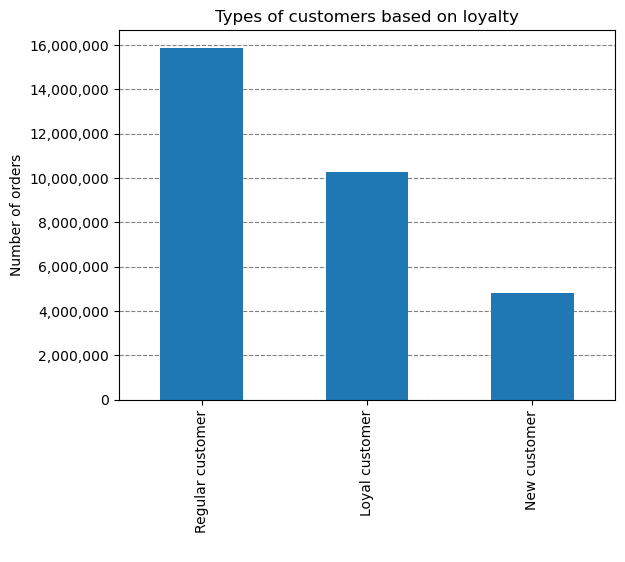 Types of customers based on loyalty
Number of orders
16,000,000
14,000,000
12,000,000
10,000,000
8,000,000
6,000,000
4,000,000
2,000,000
0
Regular customer
Loyal customer
New customer